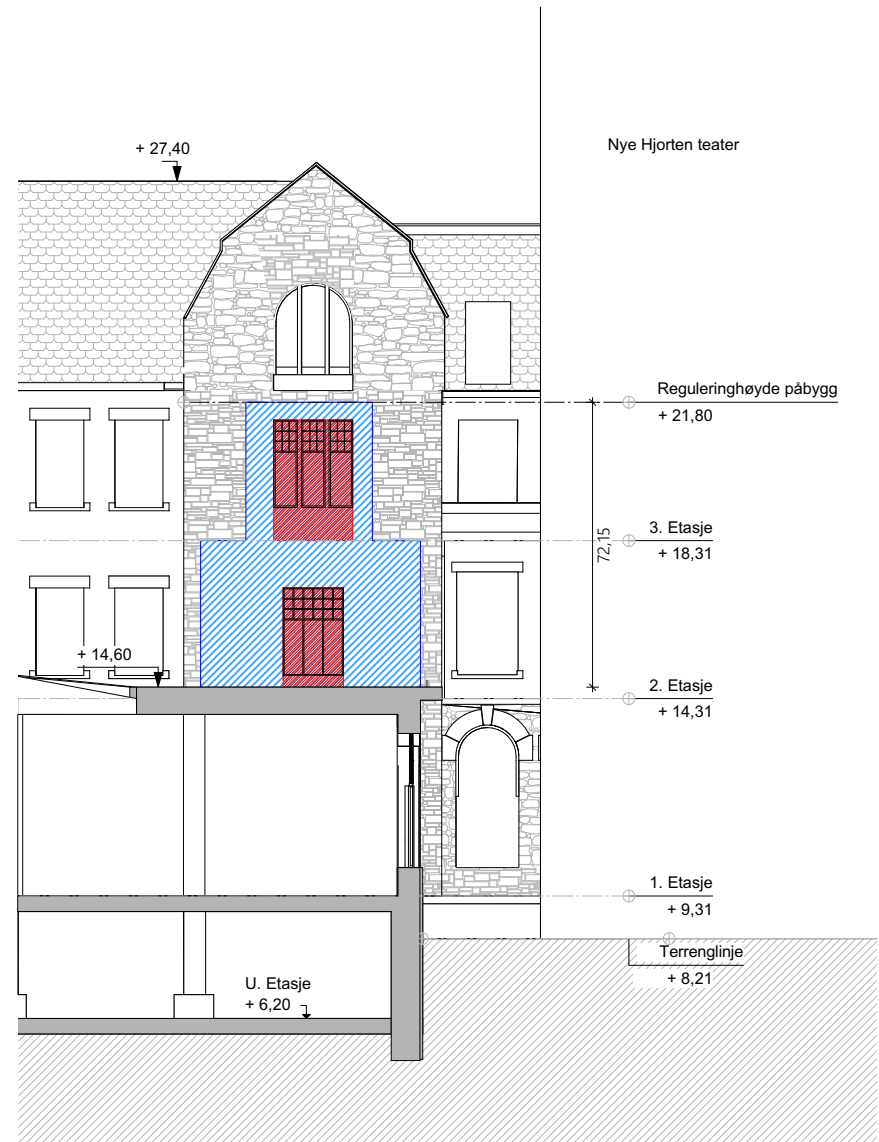 Nye Hjorten teater
+ 27,40
Reguleringhøyde påbygg
+ 21,80
3. Etasje
+ 18,31
72,15
+ 14,60
2. Etasje
+ 14,31
1. Etasje
+ 9,31
Terrenglinje
+ 8,21
U. Etasje
+ 6,20